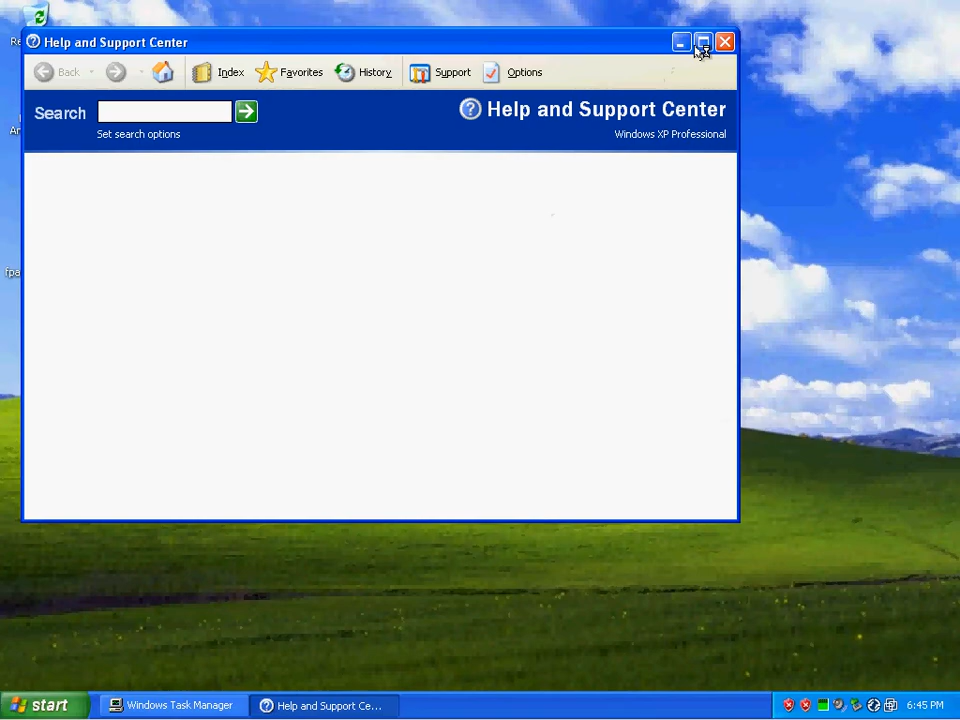 Help and Support Center
Back
Index
Favorites
History
Support
Options
Search
Set search options
Help and Support Center
Windows XP Professional
start
Windows Task Manager
Help and Support Ce...
6:45 PM